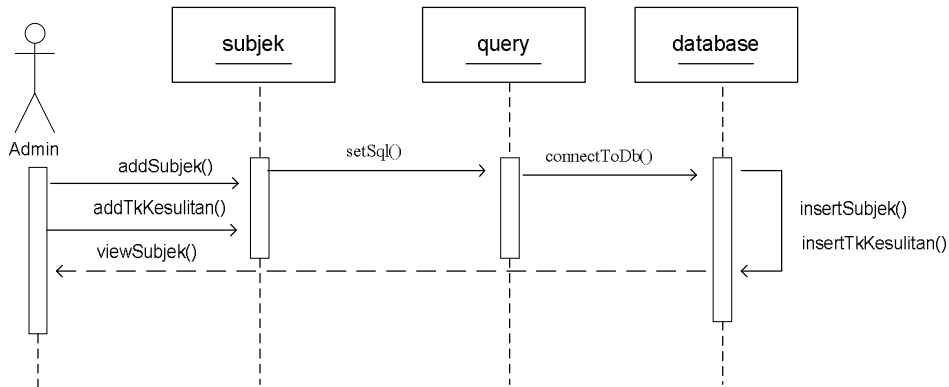 subjek
query
database
Admin
addSubjek()
setSql()
connectToDb()
addTkKesulitan()
insertSubjek()
insertTkKesulitan()
viewSubjek()